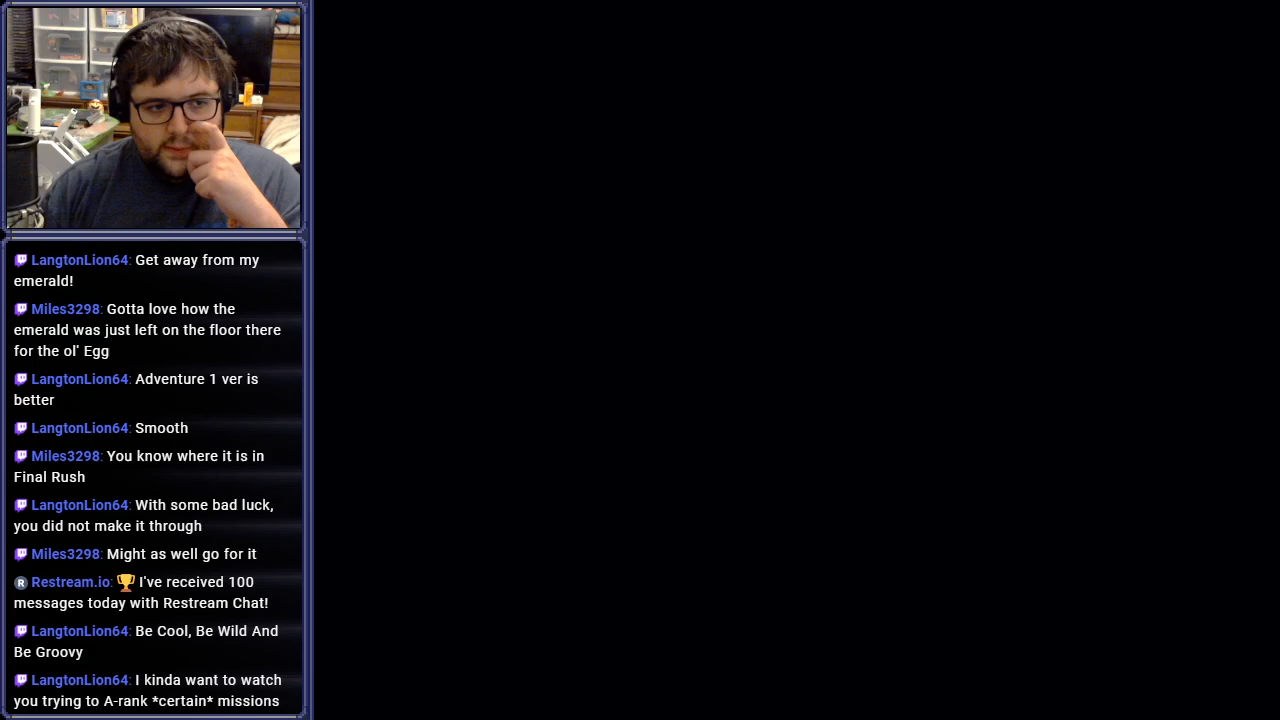 LangtonLion64: Get away from my
emerald!
Miles3298: Gotta love how the
emerald was just left on the floor there
for the ol' Egg
LangtonLion64: Adventure 1 ver is
better
LangtonLion64: Smooth
Miles3298: You know where it is in
Final Rush
LangtonLion64: With some bad luck,
you did not make it through
Miles3298: Might as well go for it
R Restream.io: 🏆 I've received 100
messages today with Restream Chat!
LangtonLion64: Be Cool, Be Wild And
Be Groovy
LangtonLion64: I kinda want to watch
you trying to A-rank *certain* missions